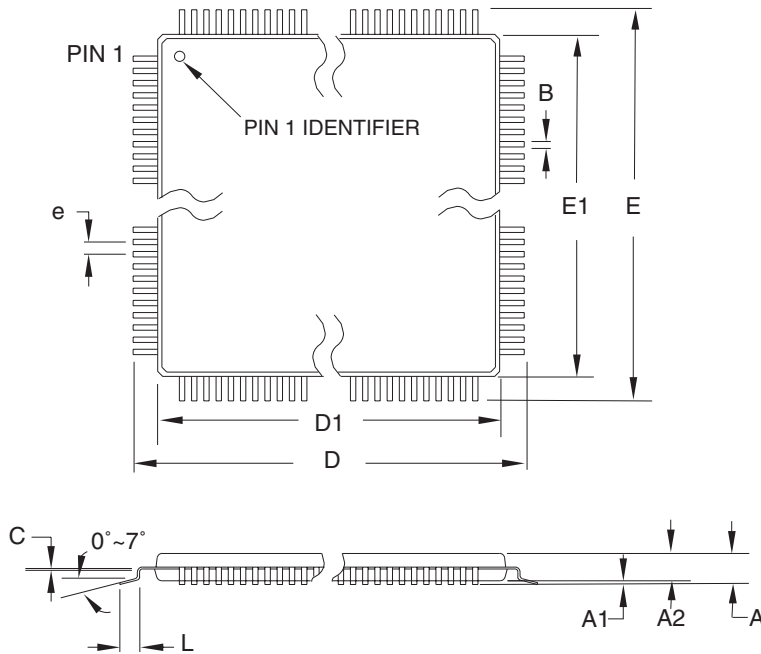 PIN 1
PIN 1 IDENTIFIER
B
e
E1
E
D1
D
C
0°~7°
L
A1
A2
A